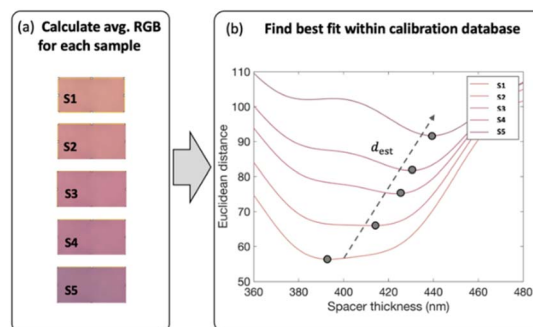 (a) Calculate avg. RGB
for each sample
S1
S2
S3
S4
S5
(b) Find best fit within calibration database
110
100
90
80
70
60
50
Euclidean distance
360
400
420
440
460
480
Spacer thickness (nm)
d_est
S1
S2
S3
S4
S5